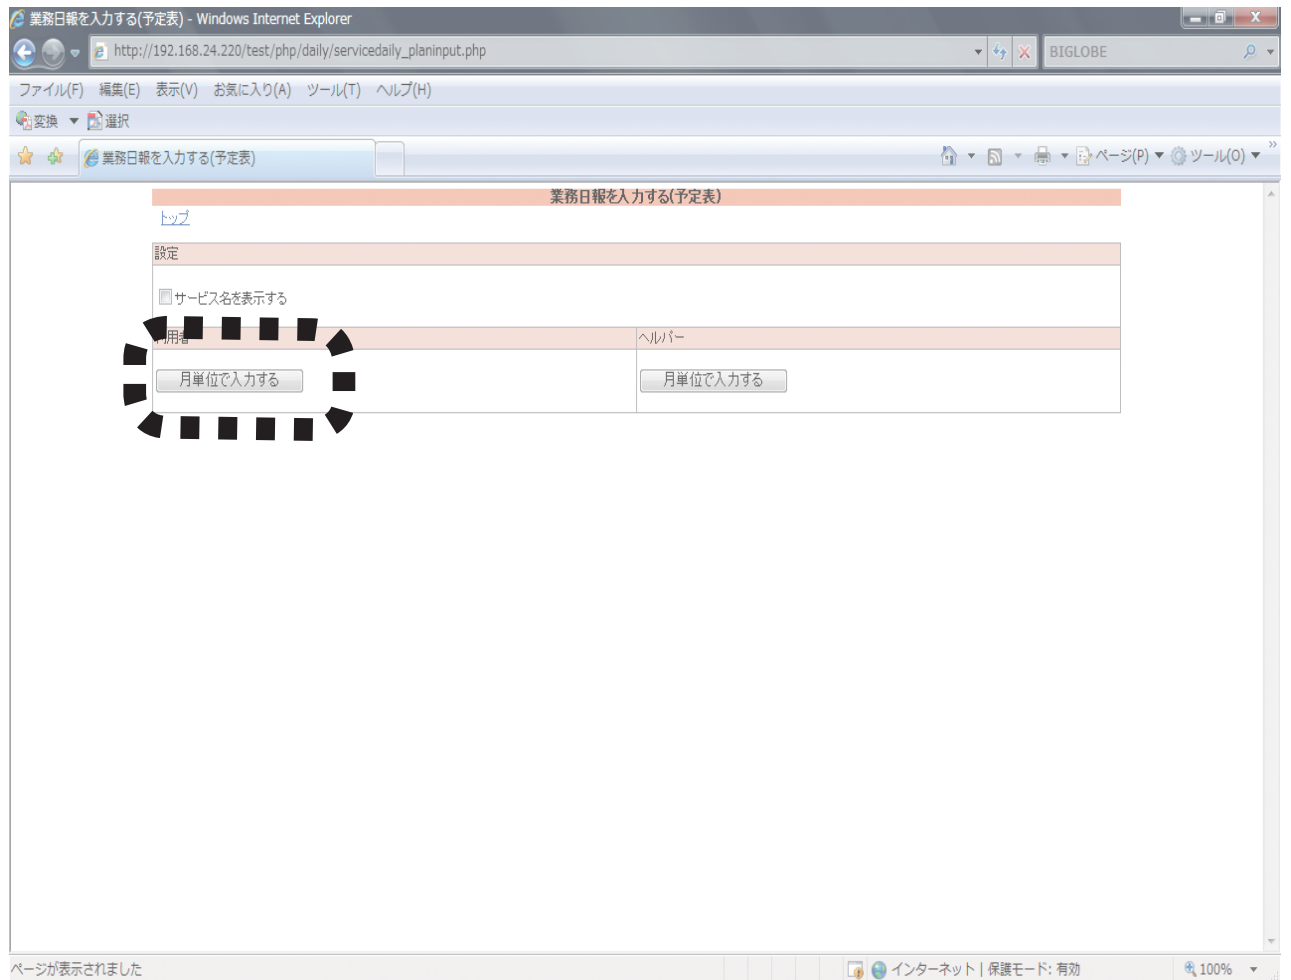 業務日報を入力する(予定表) - Windows Internet Explorer
http://192.168.24.220/test/php/daily/servicedaily_planinput.php
BIGLOBE
ファイル(F) 編集(E) 表示(V) お気に入り(A) ツール(T) ヘルプ(H)
変換 選択
業務日報を入力する(予定表)
ページ(P) ツール(O)
業務日報を入力する(予定表)
トップ
設定
サービス名を表示する
利用者 ヘルパー
月単位で入力する 月単位で入力する
ページが表示されました
インターネット | 保護モード: 有効
100%